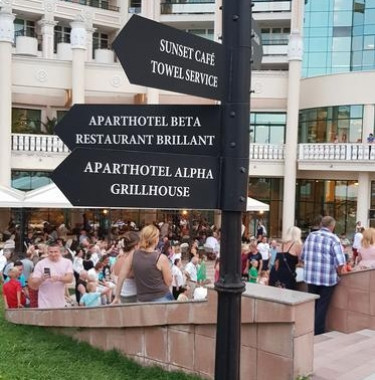 SUNSET CAFÉ
TOWEL SERVICE
APARTHOTEL BETA
RESTAURANT BRILLANT
APARTHOTEL ALPHA
GRILLHOUSE